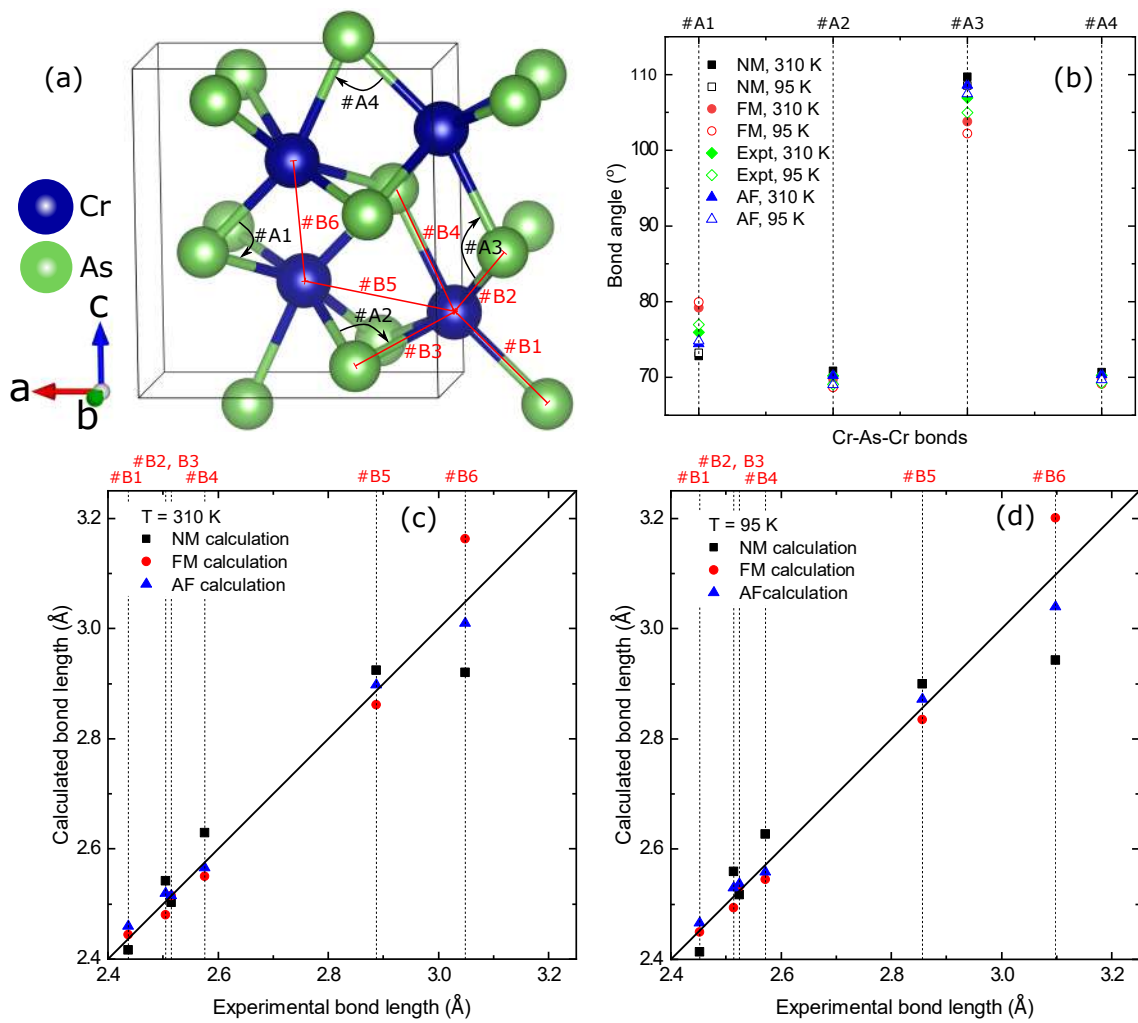 (a)
Cr
As
c
a
b
#A4
#B6
#A1
#B4
#A3
#B5
#B2
#A2
#B3
#B1
#A1 #A2 #A3 #A4
(b)
NM, 310 K
NM, 95 K
FM, 310 K
FM, 95 K
Expt, 310 K
Expt, 95 K
AF, 310 K
AF, 95 K
110
100
90
80
70
Bond angle (º)
Cr-As-Cr bonds
#B2, B3
#B1 #B4 #B5 #B6
(c)
T = 310 K
NM calculation
FM calculation
AF calculation
3.2
3.0
2.8
2.6
2.4
Calculated bond length (Å)
2.4 2.6 2.8 3.0 3.2
Experimental bond length (Å)
#B2, B3
#B1 #B4 #B5 #B6
(d)
T = 95 K
NM calculation
FM calculation
AFcalculation
3.2
3.0
2.8
2.6
2.4
Calculated bond length (Å)
2.4 2.6 2.8 3.0 3.2
Experimental bond length (Å)